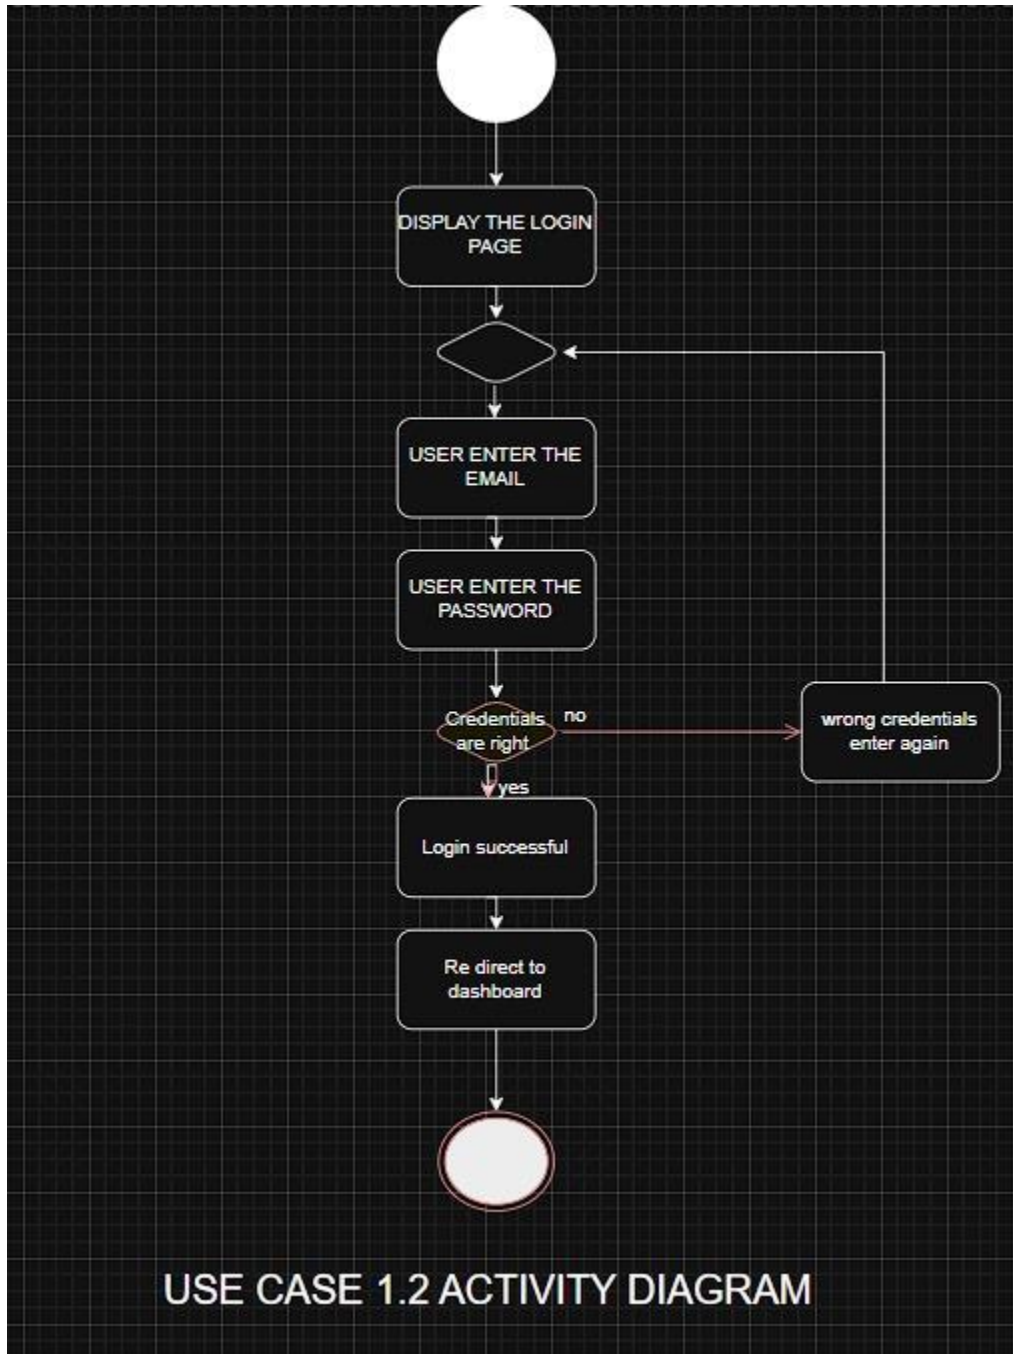 DISPLAY THE LOGIN
PAGE
USER ENTER THE
EMAIL
USER ENTER THE
PASSWORD
Credentials
are right
no
wrong credentials
enter again
yes
Login successful
Re direct to
dashboard
USE CASE 1.2 ACTIVITY DIAGRAM